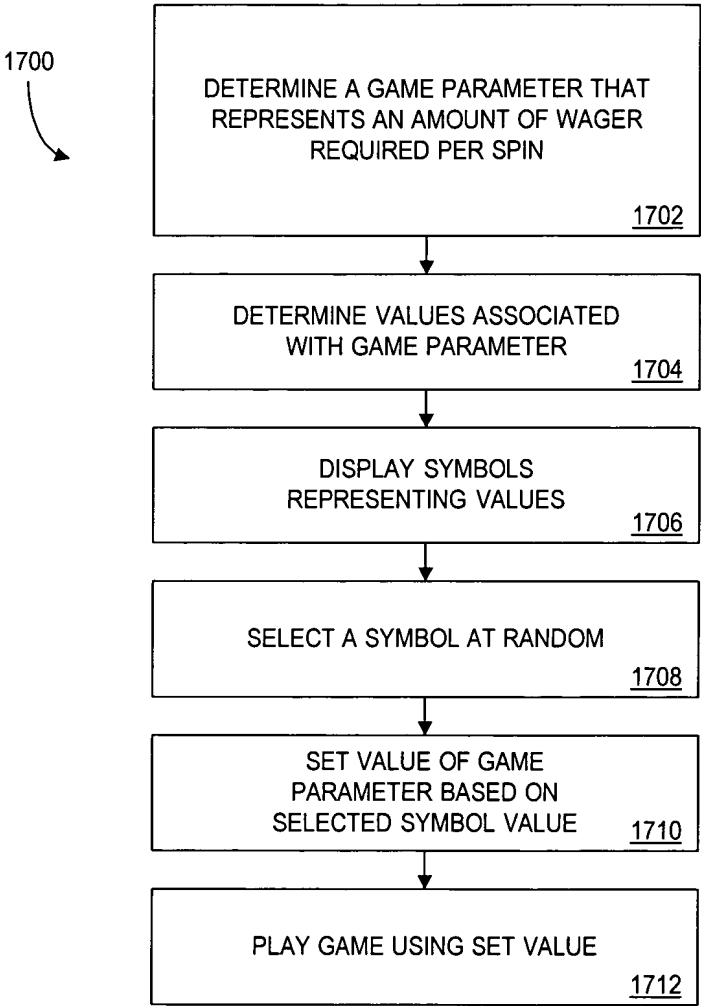 1700
DETERMINE A GAME PARAMETER THAT
REPRESENTS AN AMOUNT OF WAGER
REQUIRED PER SPIN
1702
DETERMINE VALUES ASSOCIATED
WITH GAME PARAMETER
1704
DISPLAY SYMBOLS
REPRESENTING VALUES
1706
SELECT A SYMBOL AT RANDOM
1708
SET VALUE OF GAME
PARAMETER BASED ON
SELECTED SYMBOL VALUE
1710
PLAY GAME USING SET VALUE
1712